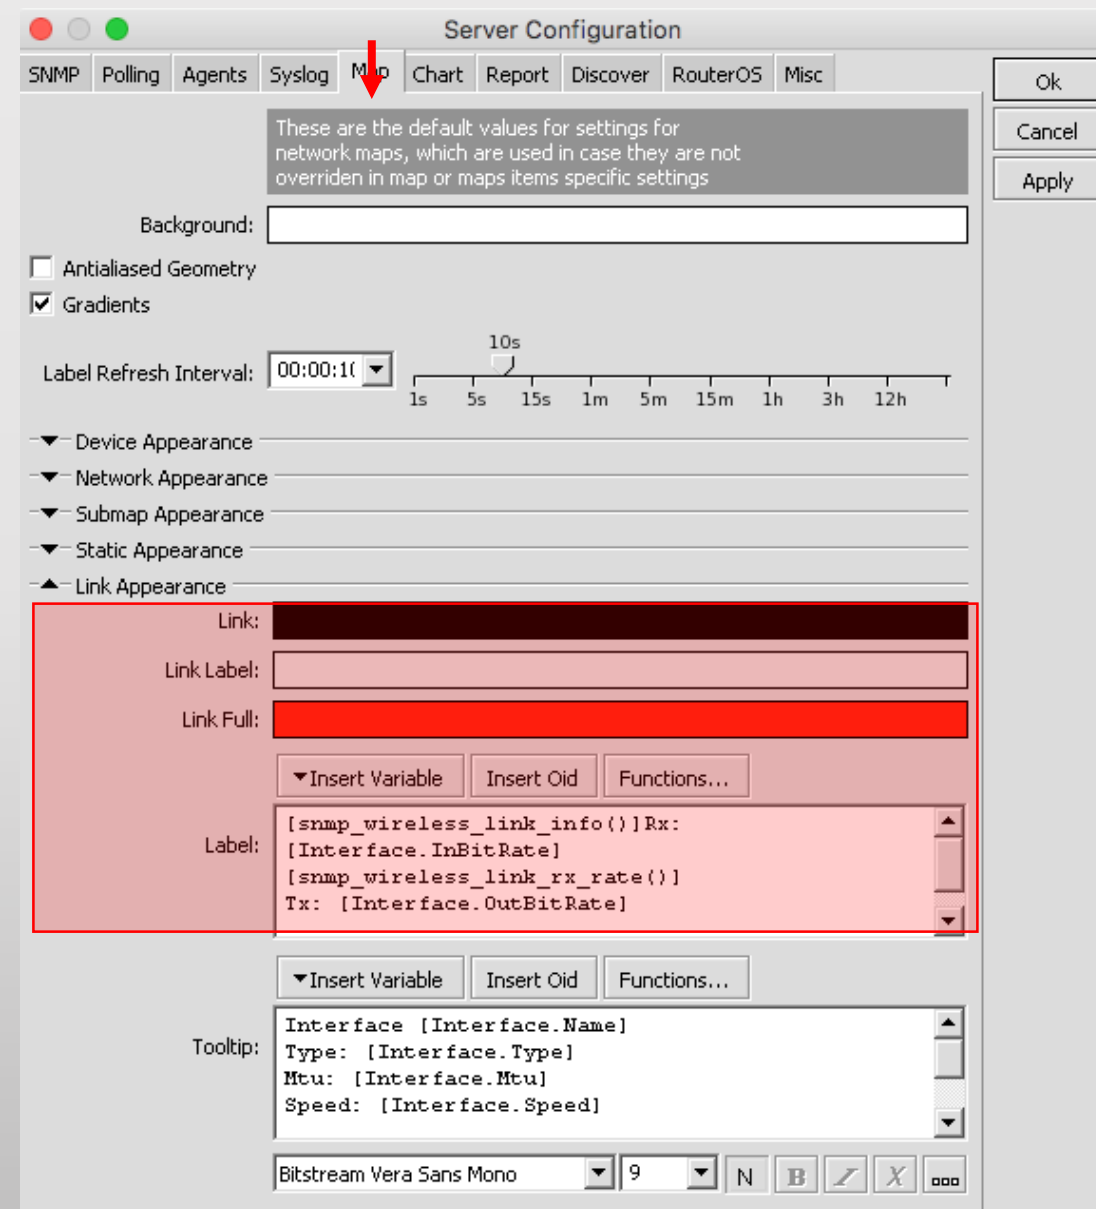 Server Configuration
SNMP Polling Agents Syslog Map Chart Report Discover RouterOS Misc
Ok
Cancel
Apply
These are the default values for settings for
network maps, which are used in case they are not
overriden in map or maps items specific settings
Background:
Antialiased Geometry
Gradients
10s
Label Refresh Interval: 00:00:1(
1s 5s 15s 1m 5m 15m 1h 3h 12h
Device Appearance
Network Appearance
Submap Appearance
Static Appearance
Link Appearance
Link:
Link Label:
Link Full:
Insert Variable Insert Oid Functions...
Label:
[snmp_wireless_link_info()]Rx:
[Interface.InBitRate]
[snmp_wireless_link_rx_rate()]
Tx: [Interface.OutBitRate]
Insert Variable Insert Oid Functions...
Tooltip:
Interface [Interface.Name]
Type: [Interface.Type]
Mtu: [Interface.Mtu]
Speed: [Interface.Speed]
Bitstream Vera Sans Mono 9 N B I X